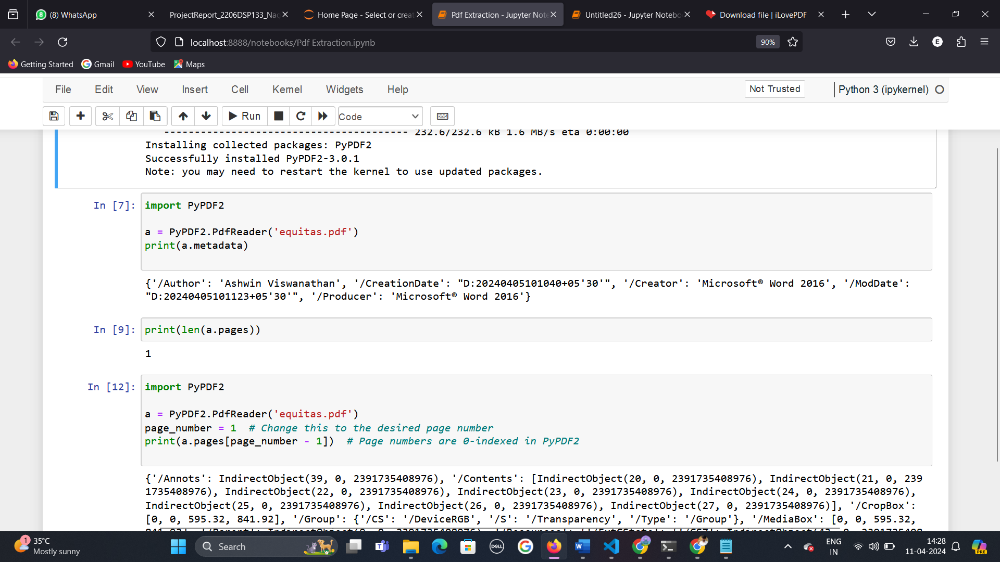 (8) WhatsApp
ProjectReport_2206DSP133_Nag
Home Page - Select or creat
Pdf Extraction - Jupyter Note
Untitled26 - Jupyter Notebo
Download file | iLovePDF
localhost:8888/notebooks/Pdf Extraction.ipynb
90%
E
Getting Started
Gmail
YouTube
Maps
File
Edit
View
Insert
Cell
Kernel
Widgets
Help
Not Trusted
Python 3 (ipykernel)
Run
Code
---------------------------------------- 232.6/232.6 kB 1.6 MB/s eta 0:00:00
Installing collected packages: PyPDF2
Successfully installed PyPDF2-3.0.1
Note: you may need to restart the kernel to use updated packages.
In [7]:
import PyPDF2
a = PyPDF2.PdfReader('equitas.pdf')
print(a.metadata)
{'/Author': 'Ashwin Viswanathan', '/CreationDate': "D:20240405101040+05'30'", '/Creator': 'Microsoft® Word 2016', '/ModDate':
"D:20240405101123+05'30'", '/Producer': 'Microsoft® Word 2016'}
In [9]:
print(len(a.pages))
1
In [12]:
import PyPDF2
a = PyPDF2.PdfReader('equitas.pdf')
page_number = 1  # Change this to the desired page number
print(a.pages[page_number - 1])  # Page numbers are 0-indexed in PyPDF2
{'/Annots': IndirectObject(39, 0, 2391735408976), '/Contents': [IndirectObject(20, 0, 2391735408976), IndirectObject(21, 0, 239
1735408976), IndirectObject(22, 0, 2391735408976), IndirectObject(23, 0, 2391735408976), IndirectObject(24, 0, 2391735408976),
IndirectObject(25, 0, 2391735408976), IndirectObject(26, 0, 2391735408976), IndirectObject(27, 0, 2391735408976)], '/CropBox':
[0, 0, 595.32, 841.92], '/Group': {'/CS': '/DeviceRGB', '/S': '/Transparency', '/Type': '/Group'}, '/MediaBox': [0, 0, 595.32,
1
35°C
Mostly sunny
Search
DELL
ENG
IN
14:28
11-04-2024
PRE